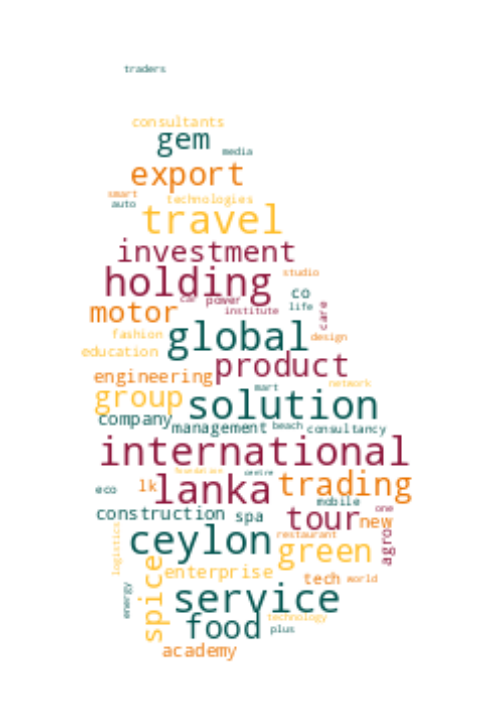 traders
consultants
gem
media
export
smart
technologies
auto
travel
investment
holding
studio
co
car
power
life
motor
institute
care
global
fashion
design
education
product
engineering
network
mart
group
solution
company
management
beach
consultancy
international
foundation
centre
lanka
trading
eco
lk
mobile
one
construction
spa
tour
new
ceylon
restaurant
agro
logistics
green
enterprise
tech
world
energy
spice
service
food
technology
plus
academy